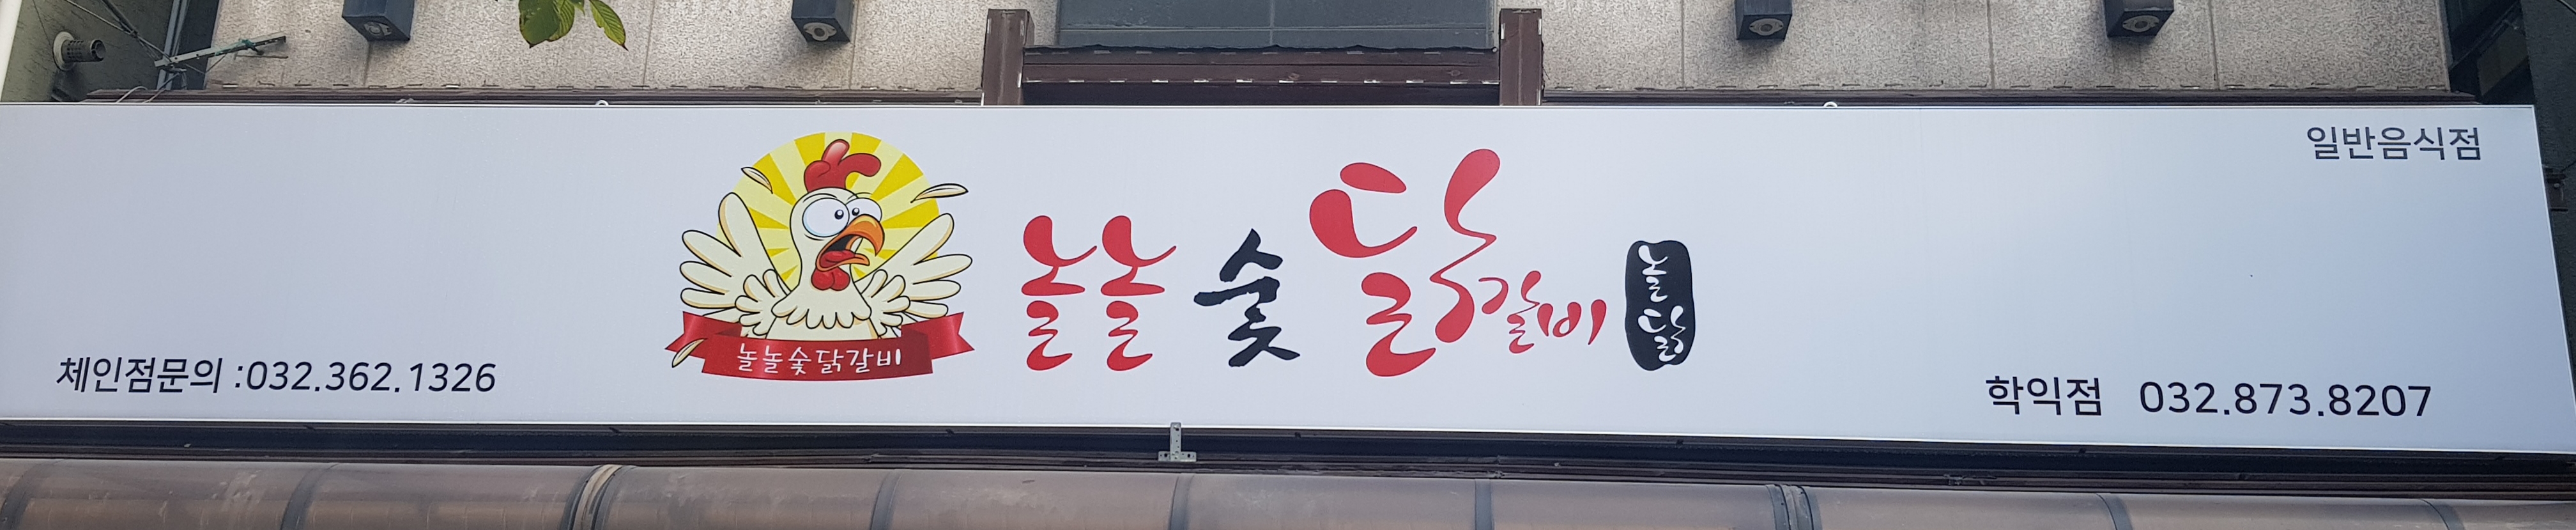 일반음식점
놀놀숯닭갈비
놀닭
놀놀숯닭갈비
체인점문의 :032.362.1326
학익점 032.873.8207